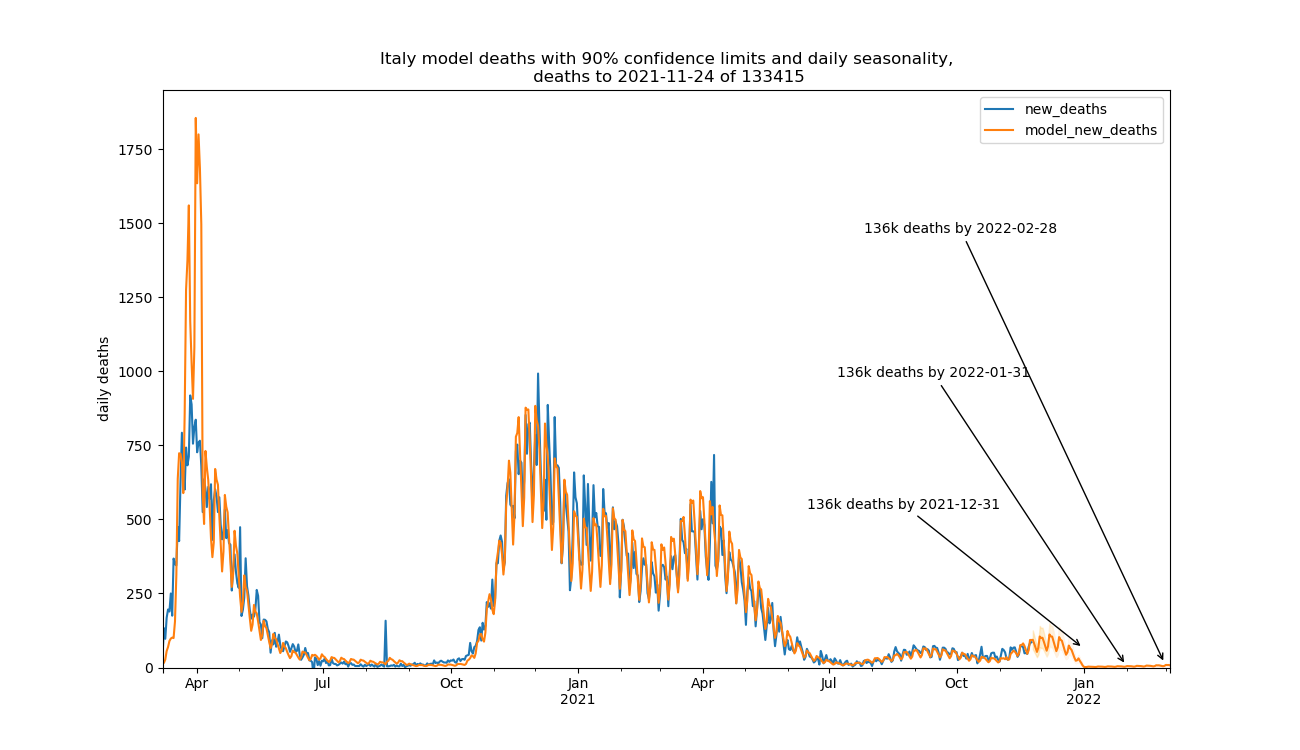 Italy model deaths with 90% confidence limits and daily seasonality,
deaths to 2021-11-24 of 133415
new_deaths
model_new_deaths
1750
1500
1250
1000
750
500
250
0
daily deaths
136k deaths by 2022-02-28
136k deaths by 2022-01-31
136k deaths by 2021-12-31
Apr
Jul
Oct
Jan
2021
Apr
Jul
Oct
Jan
2022